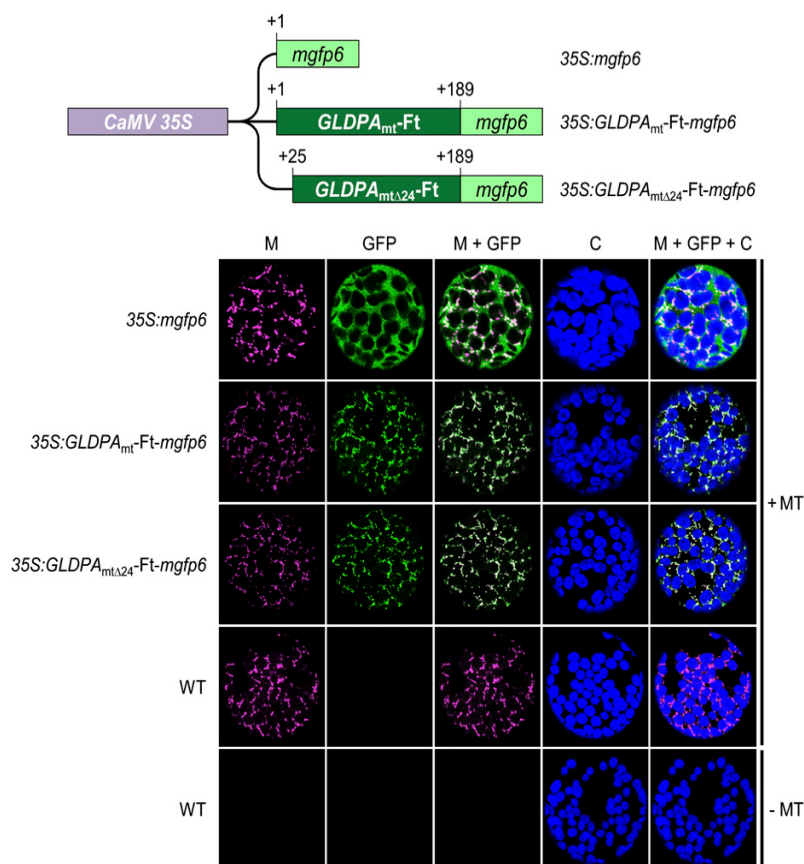 +1
mgfp6 35S:mgfp6
+1 +189
CaMV 35S GLDPAmt-Ft mgfp6 35S:GLDPAmt-Ft-mgfp6
+25 +189
GLDPAmtΔ24-Ft mgfp6 35S:GLDPAmtΔ24-Ft-mgfp6
M GFP M + GFP C M + GFP + C
35S:mgfp6
35S:GLDPAmt-Ft-mgfp6
+ MT
35S:GLDPAmtΔ24-Ft-mgfp6
WT
WT - MT